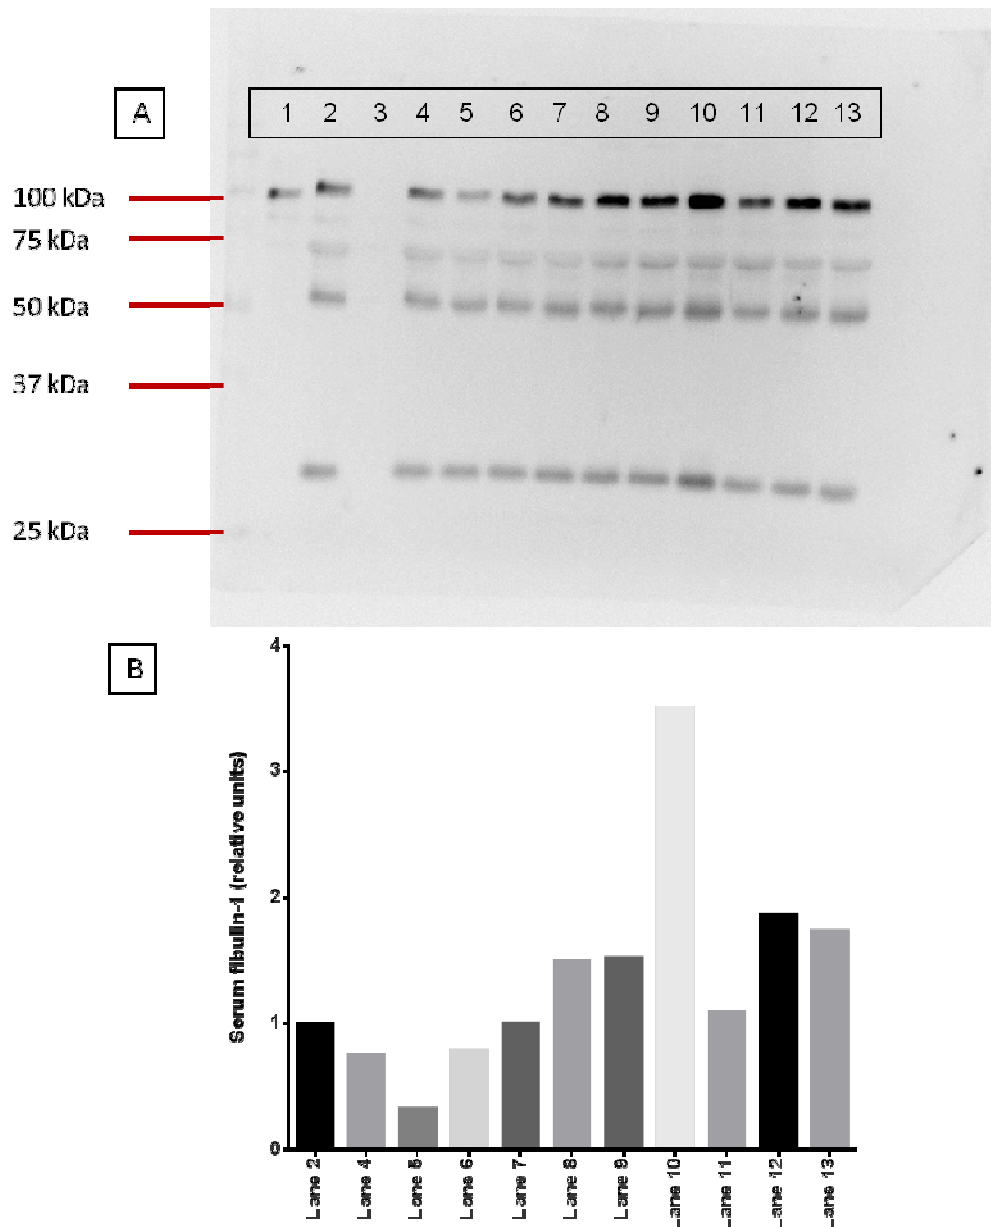 A
1 2 3 4 5 6 7 8 9 10 11 12 13
100 kDa
75 kDa
50 kDa
37 kDa
25 kDa
B
Serum fibulin-1 (relative units)
4
3
2
1
0
Lane 2
Lane 4
Lane 5
Lane 6
Lane 7
Lane 8
Lane 9
Lane 10
Lane 11
Lane 12
Lane 13